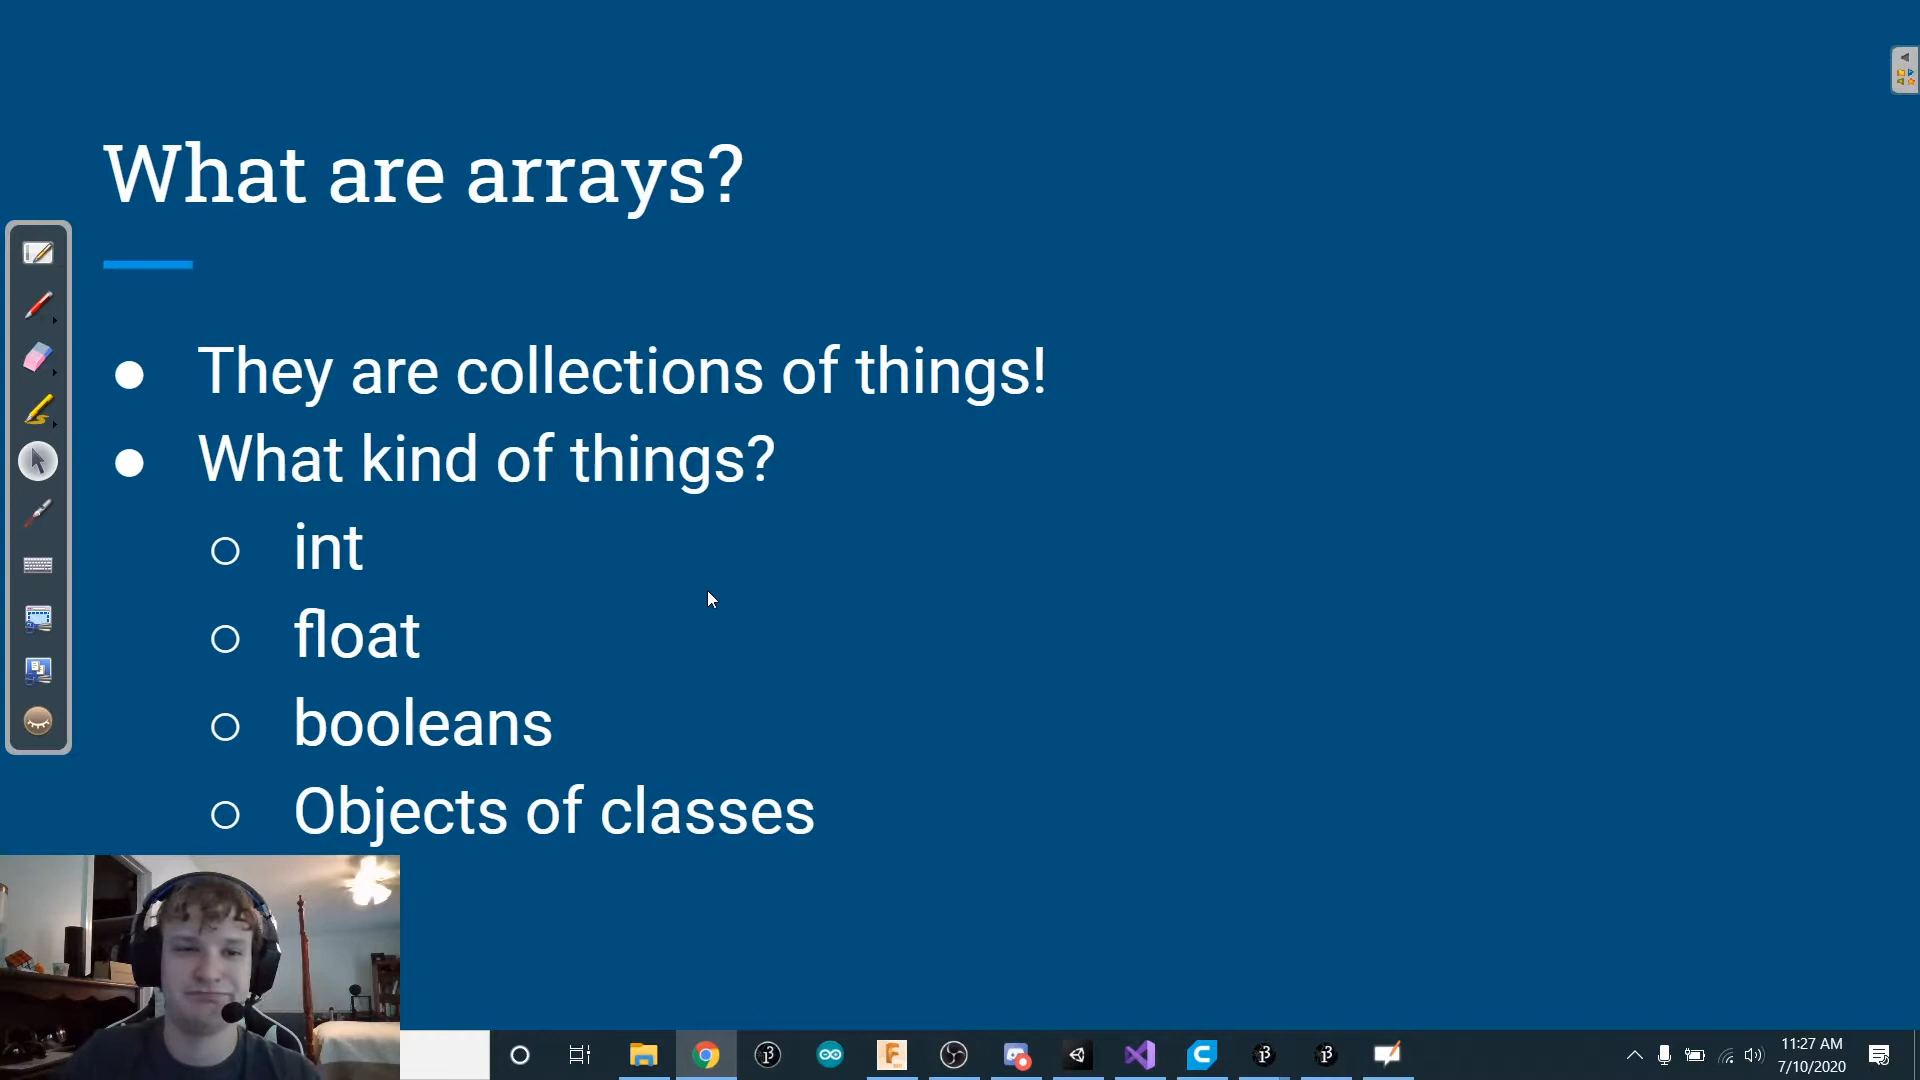 What are arrays?
They are collections of things!
What kind of things?
int
float
booleans
Objects of classes
11:27 AM
7/10/2020